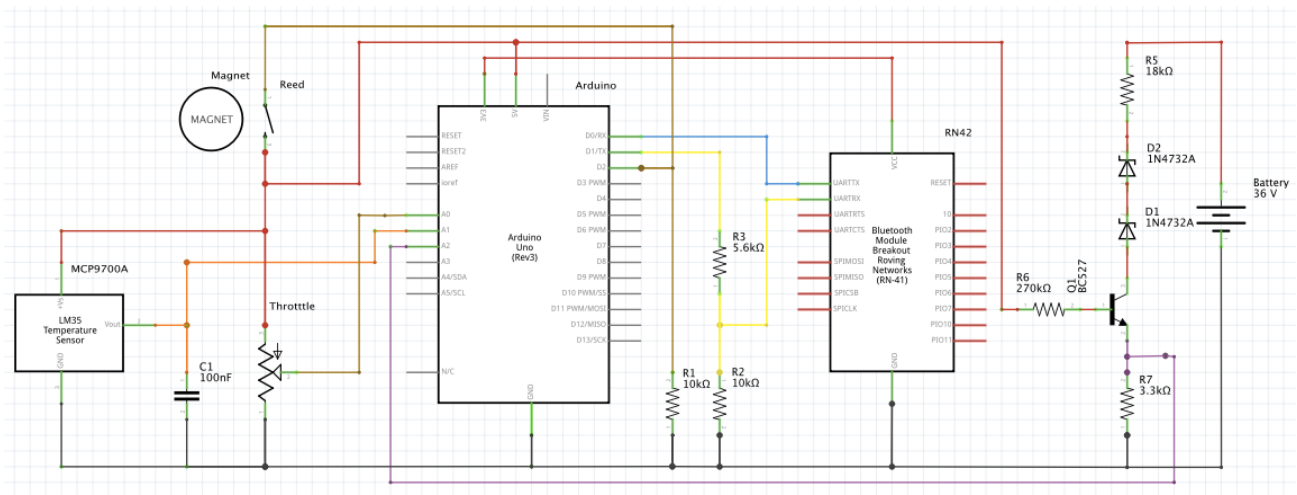 Magnet
MAGNET
Reed
MCP9700A
LM35
Temperature
Sensor
+Vs
Vout
GND
C1
100nF
Throtttle
Arduino
3V3
5V
VIN
RESET
RESET2
AREF
ioref
A0
A1
A2
A3
A4/SDA
A5/SCL
N/C
Arduino
Uno
(Rev3)
D0/RX
D1/TX
D2
D3 PWM
D4
D5 PWM
D6 PWM
D7
D8
D9 PWM
D10 PWM/SS
D11 PWM/MOSI
D12/MISO
D13/SCK
GND
R1
10kΩ
R3
5.6kΩ
R2
10kΩ
RN42
VCC
UARTTX
UARTRX
UARTRTS
UARTCTS
SPIMOSI
SPIMISO
SPICSB
SPICLK
Bluetooth
Module
Breakout
Roving
Networks
(RN-41)
RESET
10
PIO2
PIO3
PIO4
PIO5
PIO6
PIO7
PIO10
PIO11
GND
R6
270kΩ
Q1
BC527
R5
18kΩ
D2
1N4732A
D1
1N4732A
Battery
36 V
R7
3.3kΩ